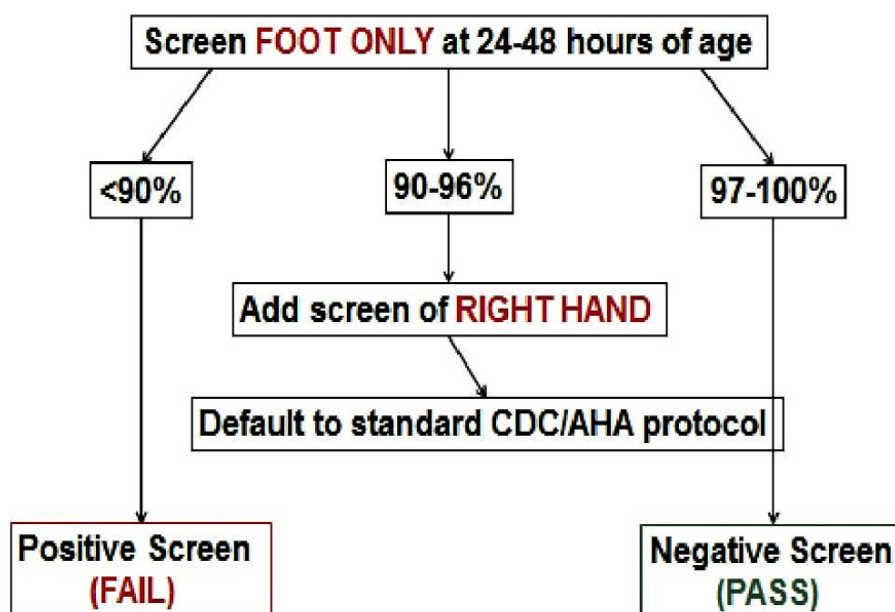 Screen FOOT ONLY at 24-48 hours of age
<90%
90-96%
97-100%
Add screen of RIGHT HAND
Default to standard CDC/AHA protocol
Positive Screen
(FAIL)
Negative Screen
(PASS)